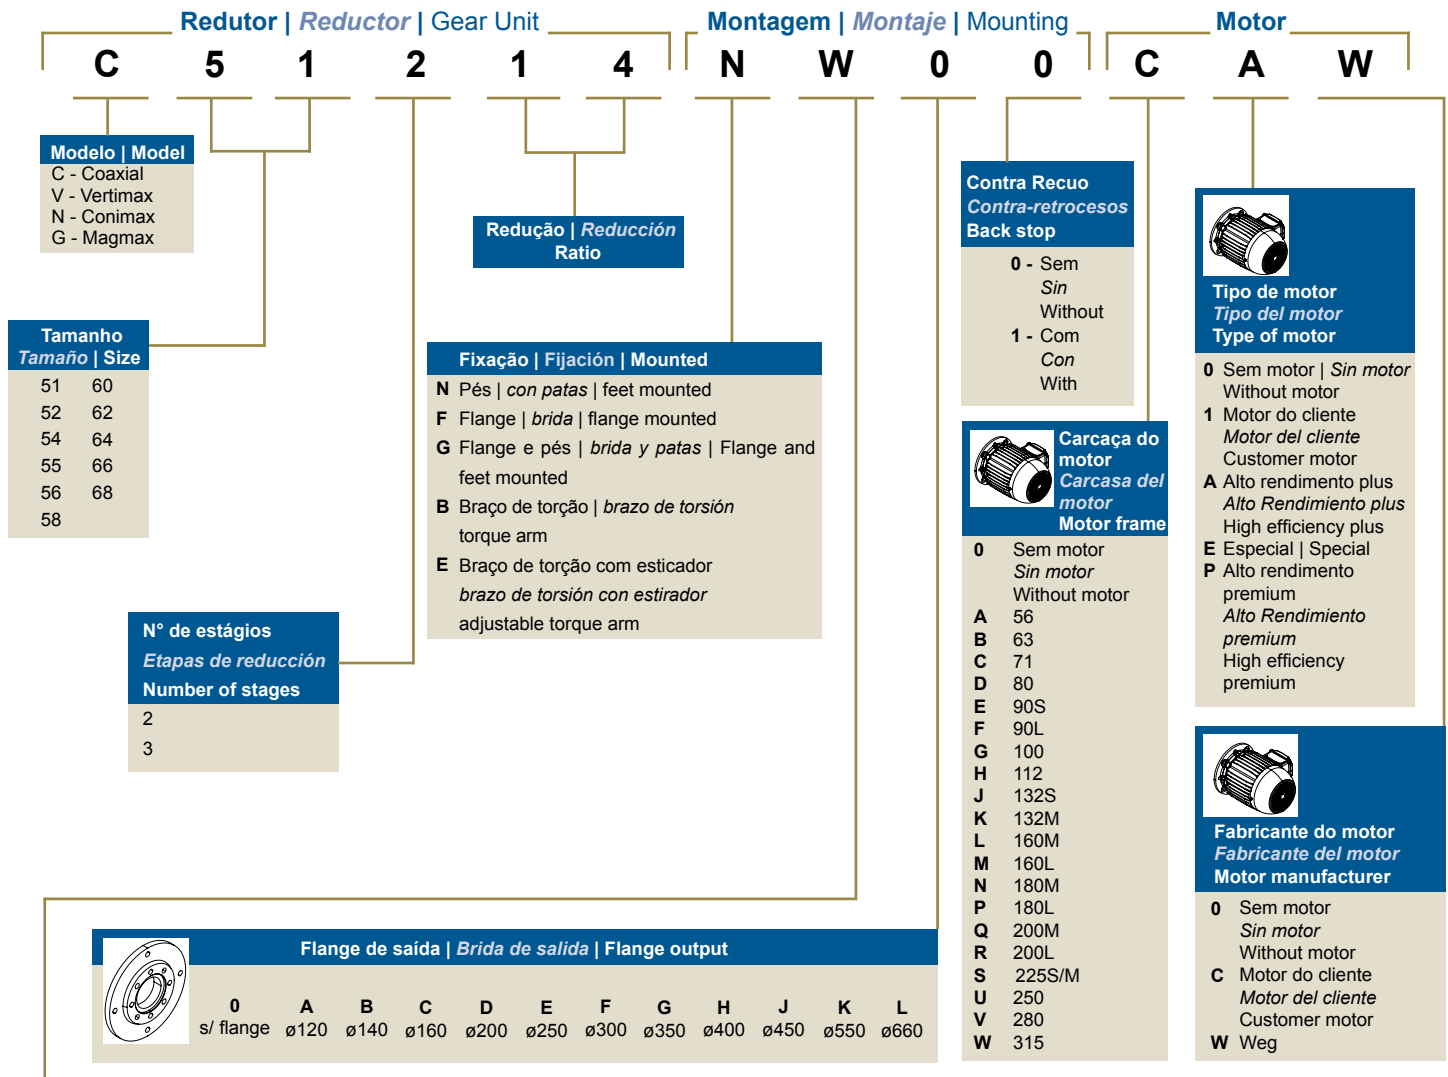 Redutor | Reductor | Gear Unit
Montagem | Montaje | Mounting
Motor
C 5 1 2 1 4 N W 0 0 C A W
Modelo | Model
C - Coaxial
V - Vertimax
N - Conimax
G - Magmax
Tamanho
Tamaño | Size
51 60
52 62
54 64
55 66
56 68
58
N° de estágios
Etapas de reducción
Number of stages
2
3
Redução | Reducción
Ratio
Fixação | Fijación | Mounted
N Pés | con patas | feet mounted
F Flange | brida | flange mounted
G Flange e pés | brida y patas | Flange and
feet mounted
B Braço de torção | brazo de torsión
torque arm
E Braço de torção com esticador
brazo de torsión con estirador
adjustable torque arm
Flange de saída | Brida de salida | Flange output
0 A B C D E F G H J K L
s/ flange ø120 ø140 ø160 ø200 ø250 ø300 ø350 ø400 ø450 ø550 ø660
Contra Recuo
Contra-retrocesos
Back stop
0 - Sem
Sin
Without
1 - Com
Con
With
Carcaça do
motor
Carcasa del
motor
Motor frame
0 Sem motor
Sin motor
Without motor
A 56
B 63
C 71
D 80
E 90S
F 90L
G 100
H 112
J 132S
K 132M
L 160M
M 160L
N 180M
P 180L
Q 200M
R 200L
S 225S/M
U 250
V 280
W 315
Tipo de motor
Tipo del motor
Type of motor
0 Sem motor | Sin motor
Without motor
1 Motor do cliente
Motor del cliente
Customer motor
A Alto rendimento plus
Alto Rendimiento plus
High efficiency plus
E Especial | Special
P Alto rendimento
premium
Alto Rendimiento
premium
High efficiency
premium
Fabricante do motor
Fabricante del motor
Motor manufacturer
0 Sem motor
Sin motor
Without motor
C Motor do cliente
Motor del cliente
Customer motor
W Weg